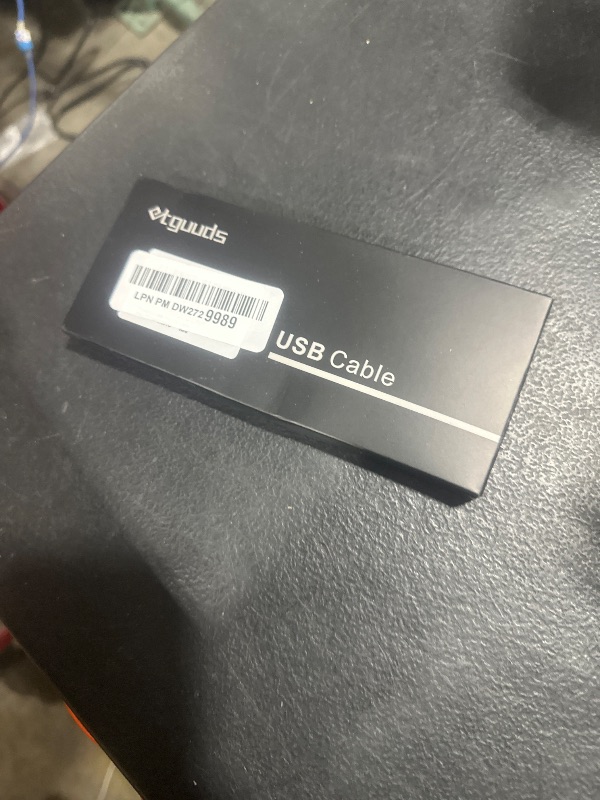 etguuds
LPN PM DW2729989
USB Cable